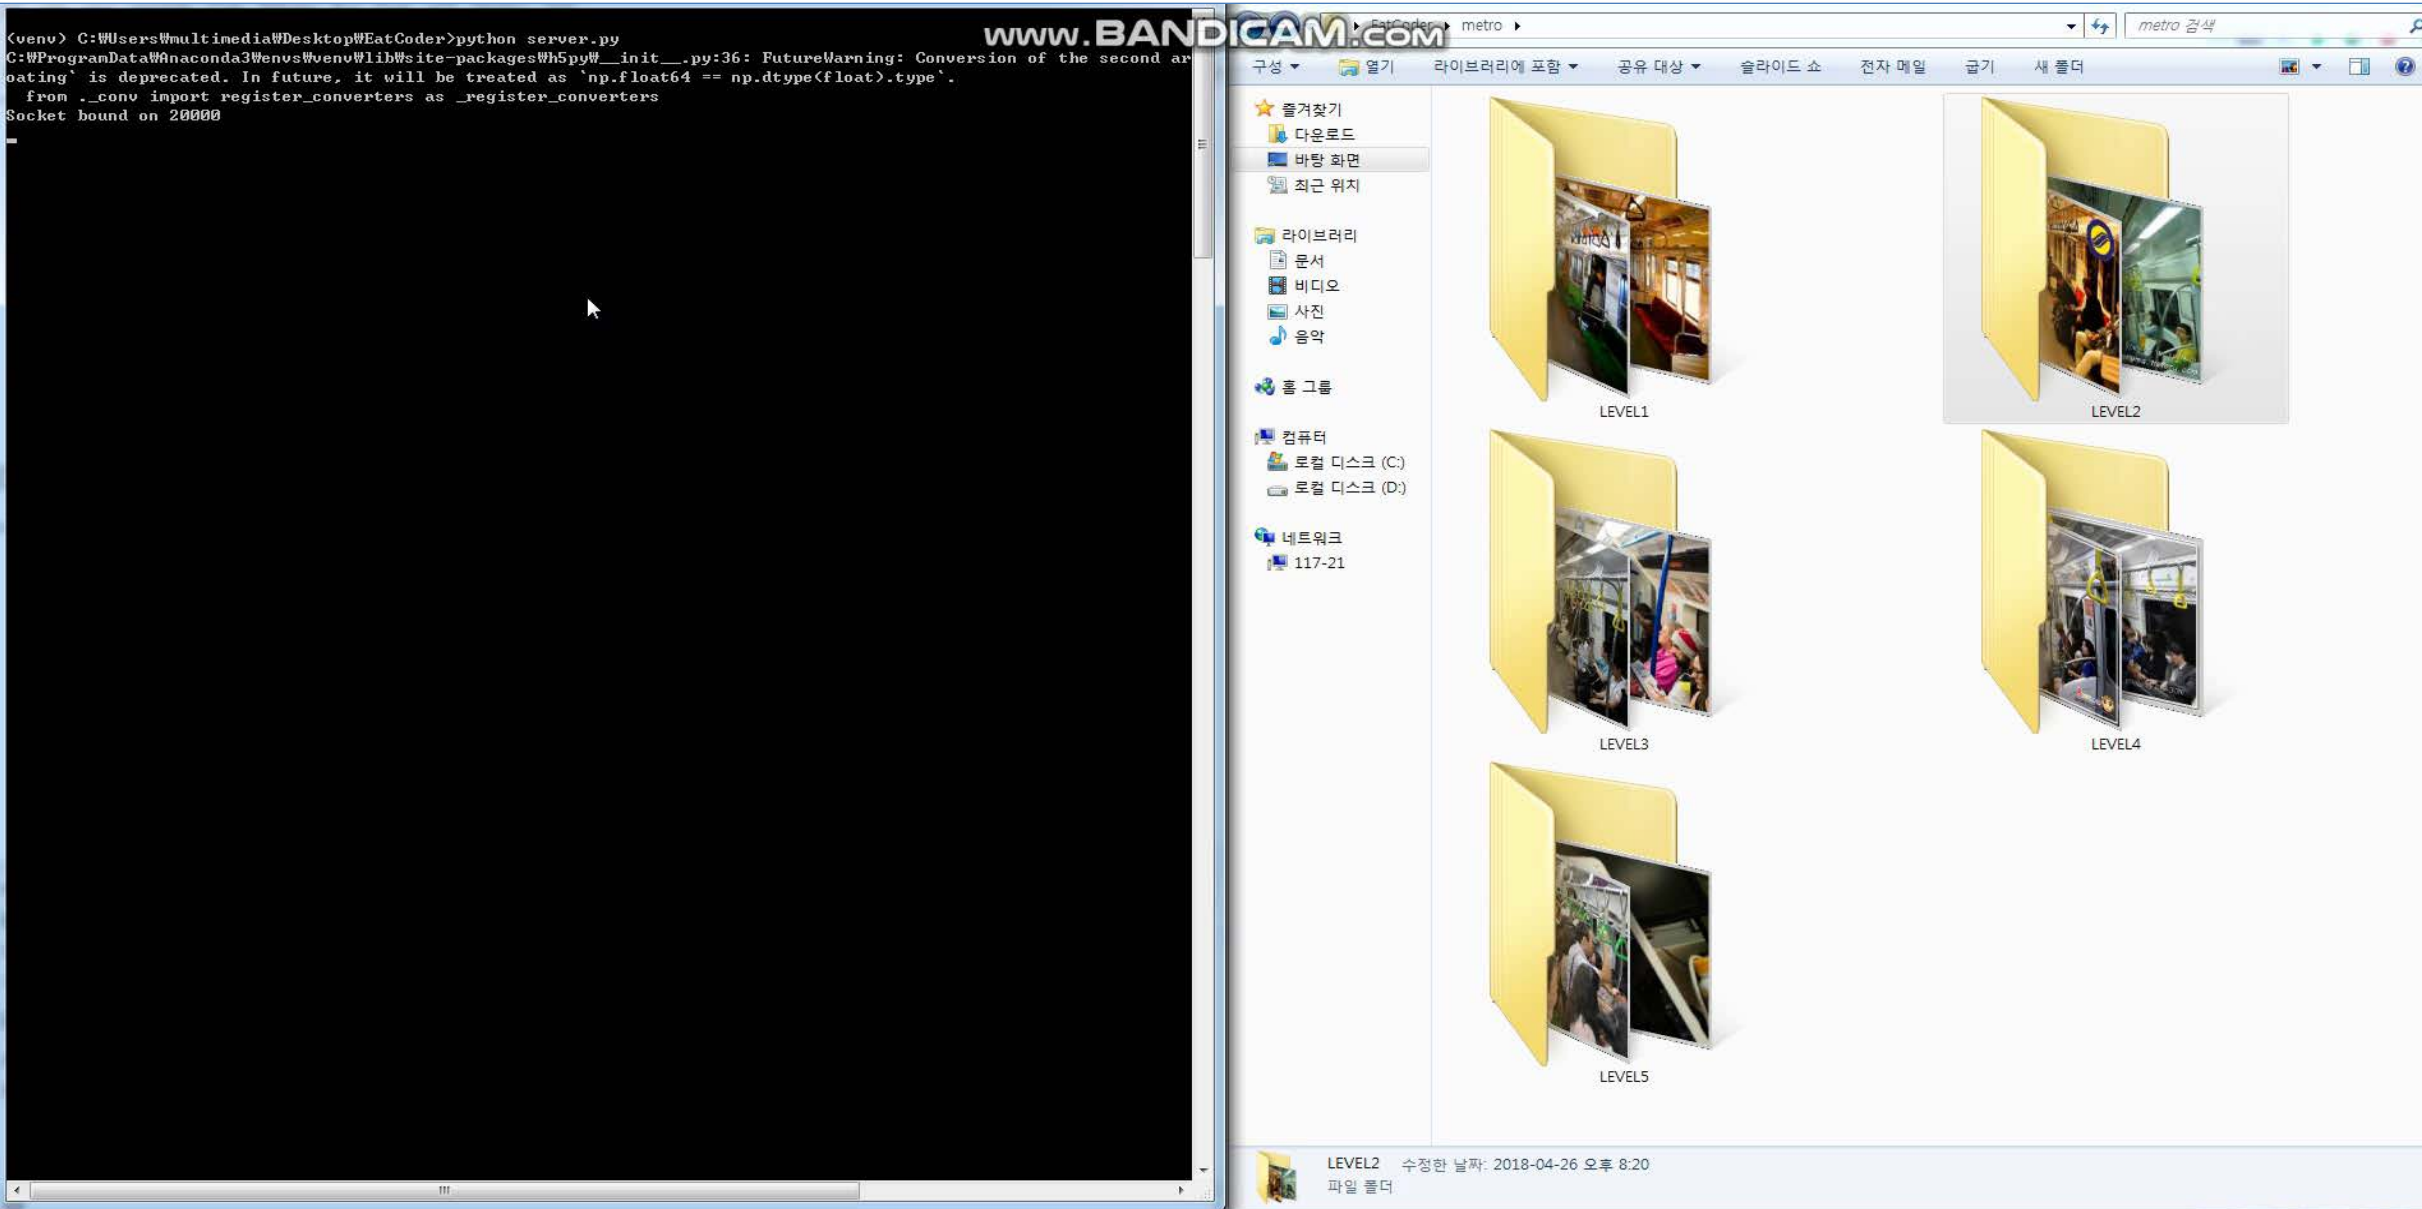 www.BANDICAM.COM
(venv) C:₩Users₩multimedia₩Desktop₩EatCoder>python server.py
C:₩ProgramData₩Anaconda3₩envs₩venv₩lib₩site-packages₩h5py₩__init__.py:36: FutureWarning: Conversion of the second ar
oating` is deprecated. In future, it will be treated as `np.float64 == np.dtype(float).type`.
from ._conv import register_converters as _register_converters
Socket bound on 20000
EatCoder metro
metro 검색
구성 열기 라이브러리에 포함 공유 대상 슬라이드 쇼 전자 메일 굽기 새 폴더
즐겨찾기
다운로드
바탕 화면
최근 위치
라이브러리
문서
비디오
사진
음악
홈 그룹
컴퓨터
로컬 디스크 (C:)
로컬 디스크 (D:)
네트워크
117-21
LEVEL1
LEVEL2
LEVEL3
LEVEL4
LEVEL5
LEVEL2 수정한 날짜: 2018-04-26 오후 8:20
파일 폴더